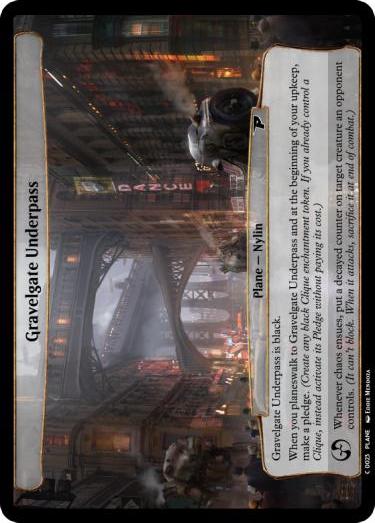 Gravelgate Underpass
DANCE
Plane — Nylin
Gravelgate Underpass is black.
When you planeswalk to Gravelgate Underpass and at the beginning of your upkeep,
make a pledge. (Create any black Clique enchantment token. If you already control a
Clique, instead activate its Pledge without paying its cost.)
Whenever chaos ensues, put a decayed counter on target creature an opponent
controls. (It can't block. When it attacks, sacrifice it at end of combat.)
C DO25 PLANE EDDIE MENDOZA